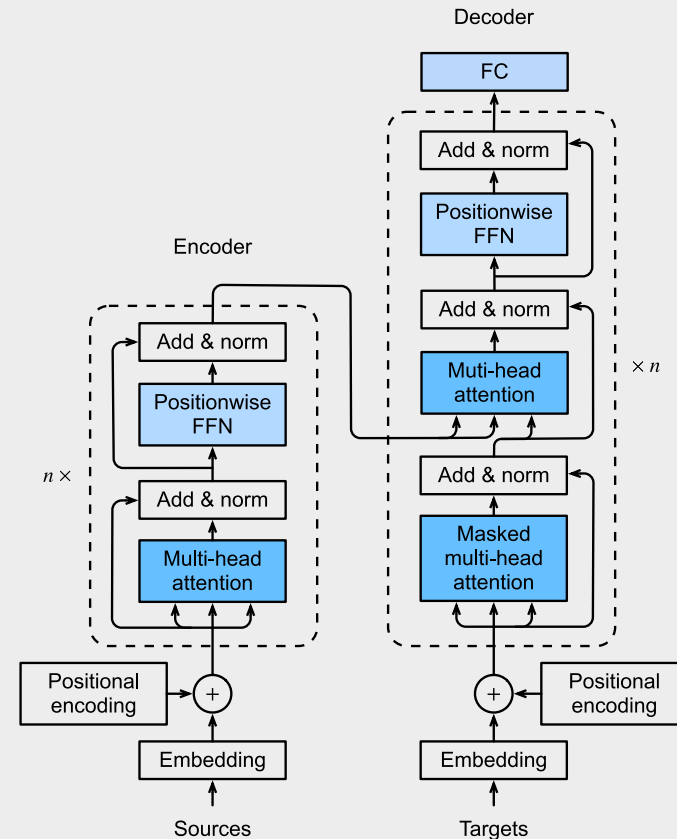 Decoder
FC
Add & norm
Positionwise
FFN
Add & norm
Muti-head
attention
× n
Add & norm
Masked
multi-head
attention
Positional
encoding
+
Embedding
Targets
Encoder
Add & norm
Positionwise
FFN
n ×
Add & norm
Multi-head
attention
Positional
encoding
+
Embedding
Sources